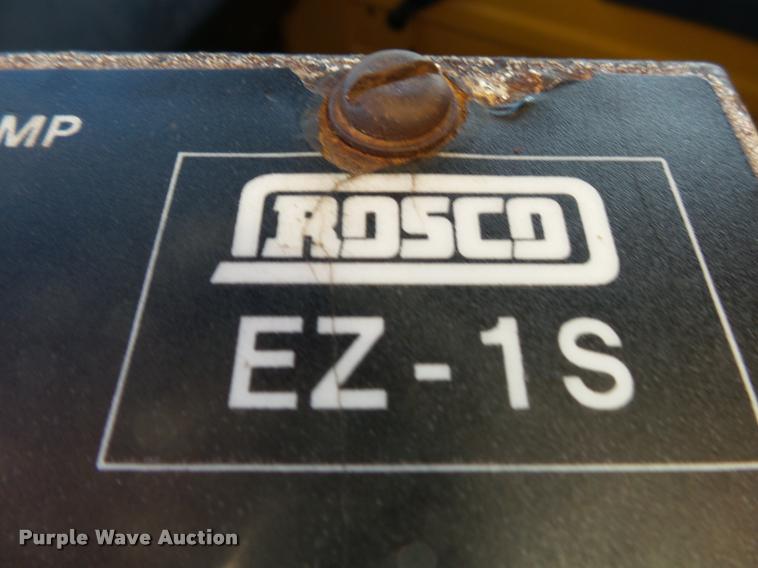 MP
ROSCO
EZ-1S
Purple Wave Auction